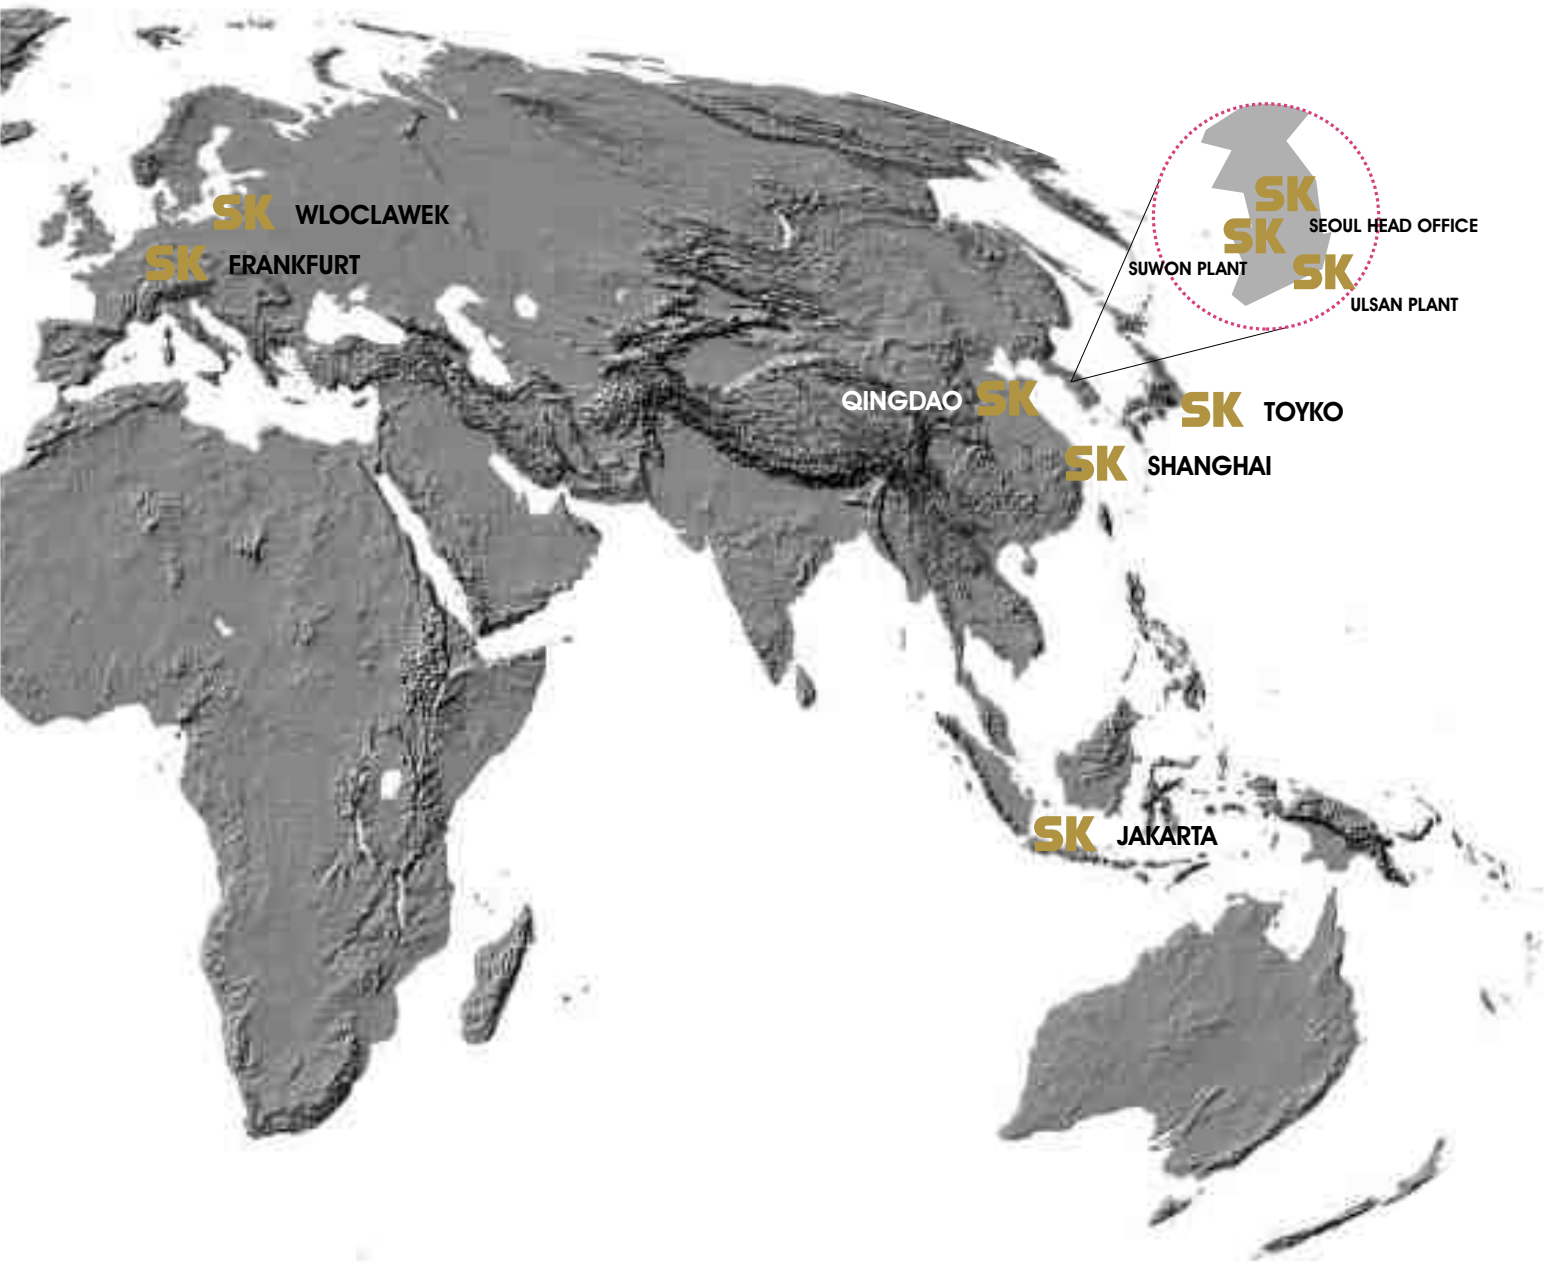 SK
SEOUL HEAD OFFICE
SK WLOCLAWEK
SK
SUWON PLANT
SK FRANKFURT
SK
ULSAN PLANT
QINGDAO SK
SK TOYKO
SK SHANGHAI
SK JAKARTA